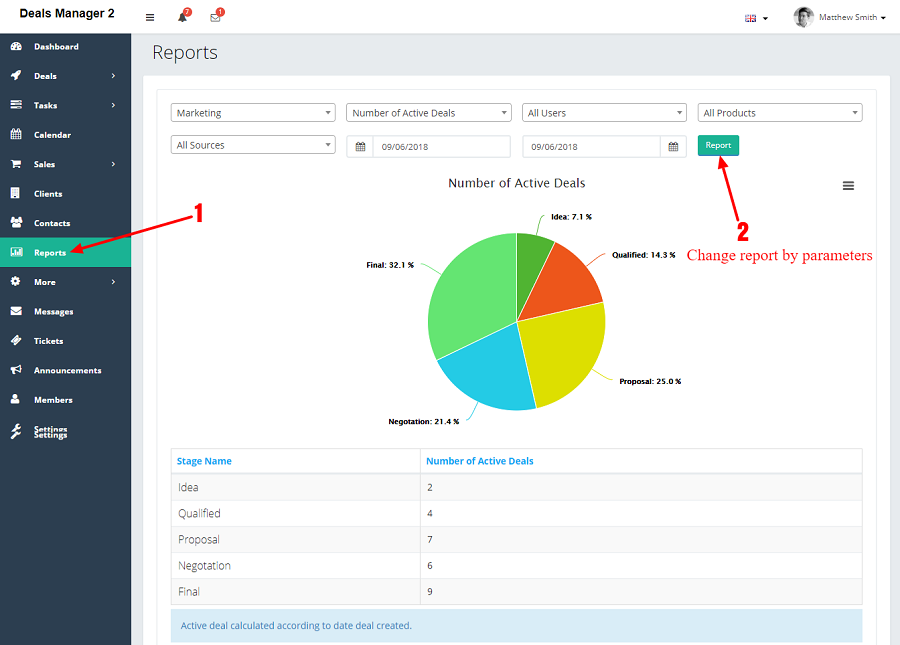 Deals Manager 2
7
1
Matthew Smith
Dashboard
Deals
Tasks
Calendar
Sales
Clients
Contacts
Reports
More
Messages
Tickets
Announcements
Members
Settings
Settings
Reports
Marketing
Number of Active Deals
All Users
All Products
All Sources
09/06/2018
09/06/2018
Report
1
2
Change report by parameters
Number of Active Deals
Idea: 7.1 %
Qualified: 14.3 %
Final: 32.1 %
Proposal: 25.0 %
Negotation: 21.4 %
Stage Name Number of Active Deals
Idea 2
Qualified 4
Proposal 7
Negotation 6
Final 9
Active deal calculated according to date deal created.